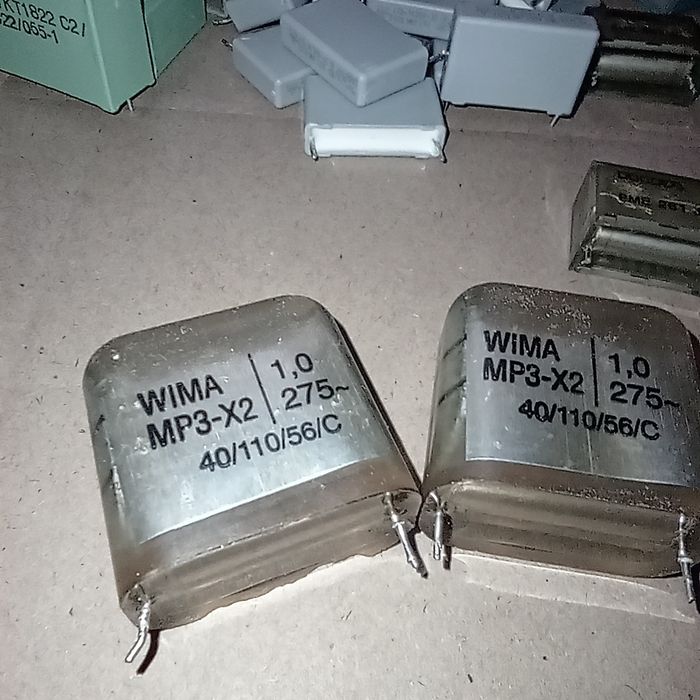 KT1822 C2/
22/065-1
WIMA
MP3-X2
1,0
275~
40/110/56/C
WIMA
MP3-X2
1,0
275~
40/110/56/C